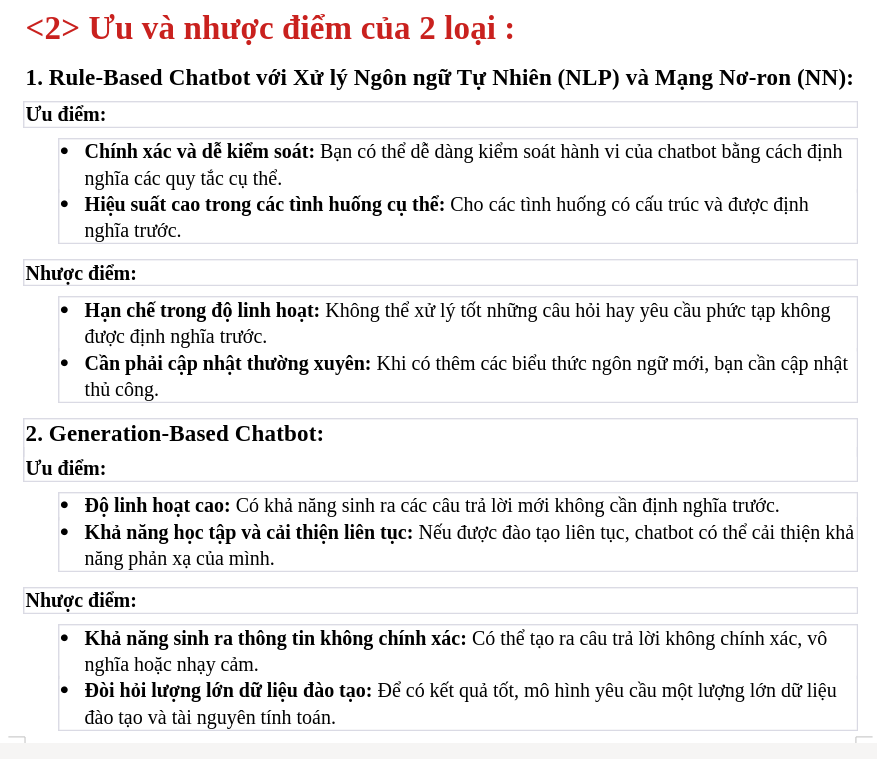 <2> Ưu và nhược điểm của 2 loại :
1. Rule-Based Chatbot với Xử lý Ngôn ngữ Tự Nhiên (NLP) và Mạng Nơ-ron (NN):
Ưu điểm:
• Chính xác và dễ kiểm soát: Bạn có thể dễ dàng kiểm soát hành vi của chatbot bằng cách định
nghĩa các quy tắc cụ thể.
• Hiệu suất cao trong các tình huống cụ thể: Cho các tình huống có cấu trúc và được định
nghĩa trước.
Nhược điểm:
• Hạn chế trong độ linh hoạt: Không thể xử lý tốt những câu hỏi hay yêu cầu phức tạp không
được định nghĩa trước.
• Cần phải cập nhật thường xuyên: Khi có thêm các biểu thức ngôn ngữ mới, bạn cần cập nhật
thủ công.
2. Generation-Based Chatbot:
Ưu điểm:
• Độ linh hoạt cao: Có khả năng sinh ra các câu trả lời mới không cần định nghĩa trước.
• Khả năng học tập và cải thiện liên tục: Nếu được đào tạo liên tục, chatbot có thể cải thiện khả
năng phản xạ của mình.
Nhược điểm:
• Khả năng sinh ra thông tin không chính xác: Có thể tạo ra câu trả lời không chính xác, vô
nghĩa hoặc nhạy cảm.
• Đòi hỏi lượng lớn dữ liệu đào tạo: Để có kết quả tốt, mô hình yêu cầu một lượng lớn dữ liệu
đào tạo và tài nguyên tính toán.